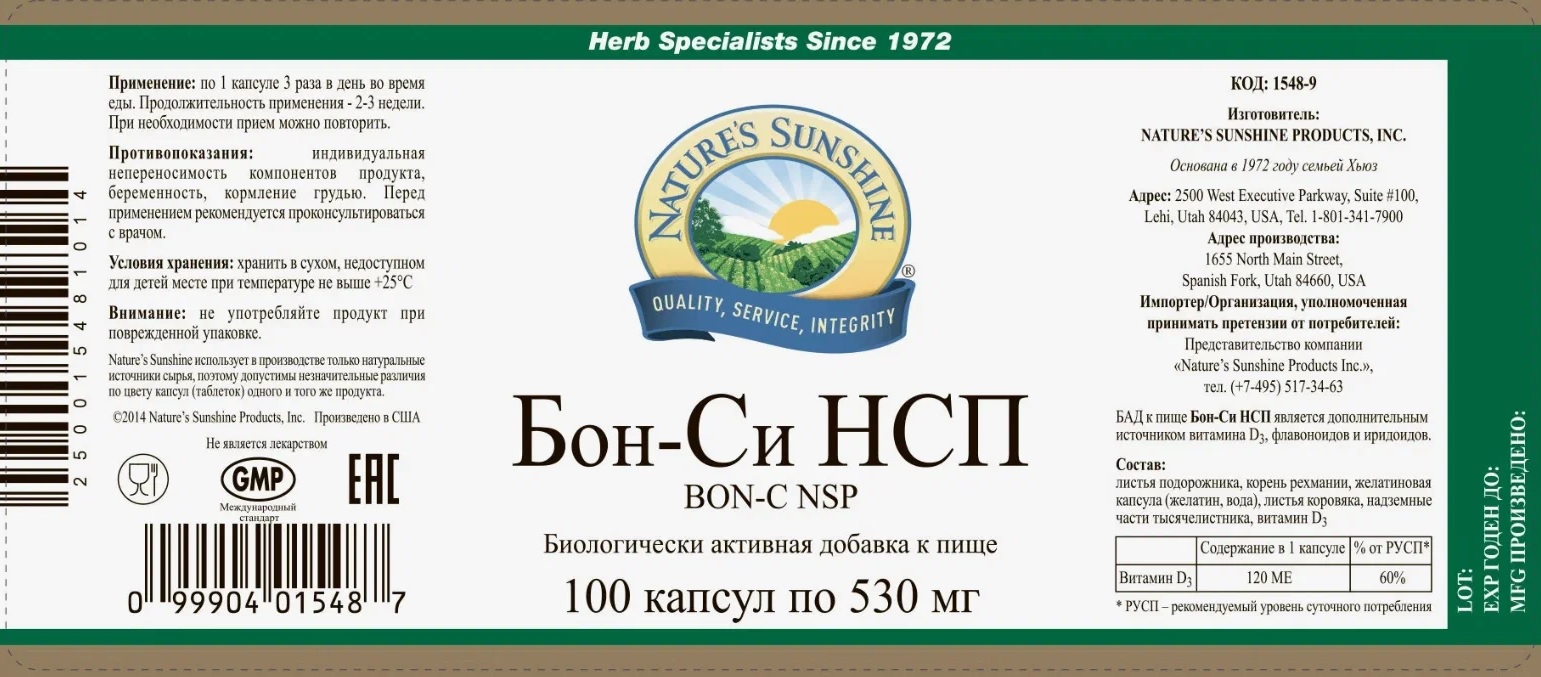 Herb Specialists Since 1972
Применение: по 1 капсуле 3 раза в день во время
еды. Продолжительность применения - 2-3 недели.
При необходимости прием можно повторить.
Противопоказания: индивидуальная
непереносимость компонентов продукта,
беременность, кормление грудью. Перед
применением рекомендуется проконсультироваться
с врачом.
Условия хранения: хранить в сухом, недоступном
для детей месте при температуре не выше +25°С
Внимание: не употребляйте продукт при
поврежденной упаковке.
Nature's Sunshine использует в производстве только натуральные
источники сырья, поэтому допустимы незначительные различия
по цвету капсул (таблеток) одного и того же продукта.
©2014 Nature's Sunshine Products, Inc. Произведено в США
Не является лекарством
GMP
Международный
стандарт
EAC
250015481014
0 99904 01548 7
NATURE'S SUNSHINE
®
QUALITY, SERVICE, INTEGRITY
Бон-Си НСП
BON-C NSP
Биологически активная добавка к пище
100 капсул по 530 мг
КОД: 1548-9
Изготовитель:
NATURE'S SUNSHINE PRODUCTS, INC.
Основана в 1972 году семьей Хьюз
Адрес: 2500 West Executive Parkway, Suite #100,
Lehi, Utah 84043, USA, Tel. 1-801-341-7900
Адрес производства:
1655 North Main Street,
Spanish Fork, Utah 84660, USA
Импортер/Организация, уполномоченная
принимать претензии от потребителей:
Представительство компании
«Nature's Sunshine Products Inc.»,
тел. (+7-495) 517-34-63
БАД к пище Бон-Си НСП является дополнительным
источником витамина D3, флавоноидов и иридоидов.
Состав:
листья подорожника, корень рехмании, желатиновая
капсула (желатин, вода), листья коровяка, надземные
части тысячелистника, витамин D3
Содержание в 1 капсуле % от РУСП*
Витамин D3 120 МЕ 60%
* РУСП – рекомендуемый уровень суточного потребления
LOT:
EXP ГОДЕН ДО:
MFG ПРОИЗВЕДЕНО: